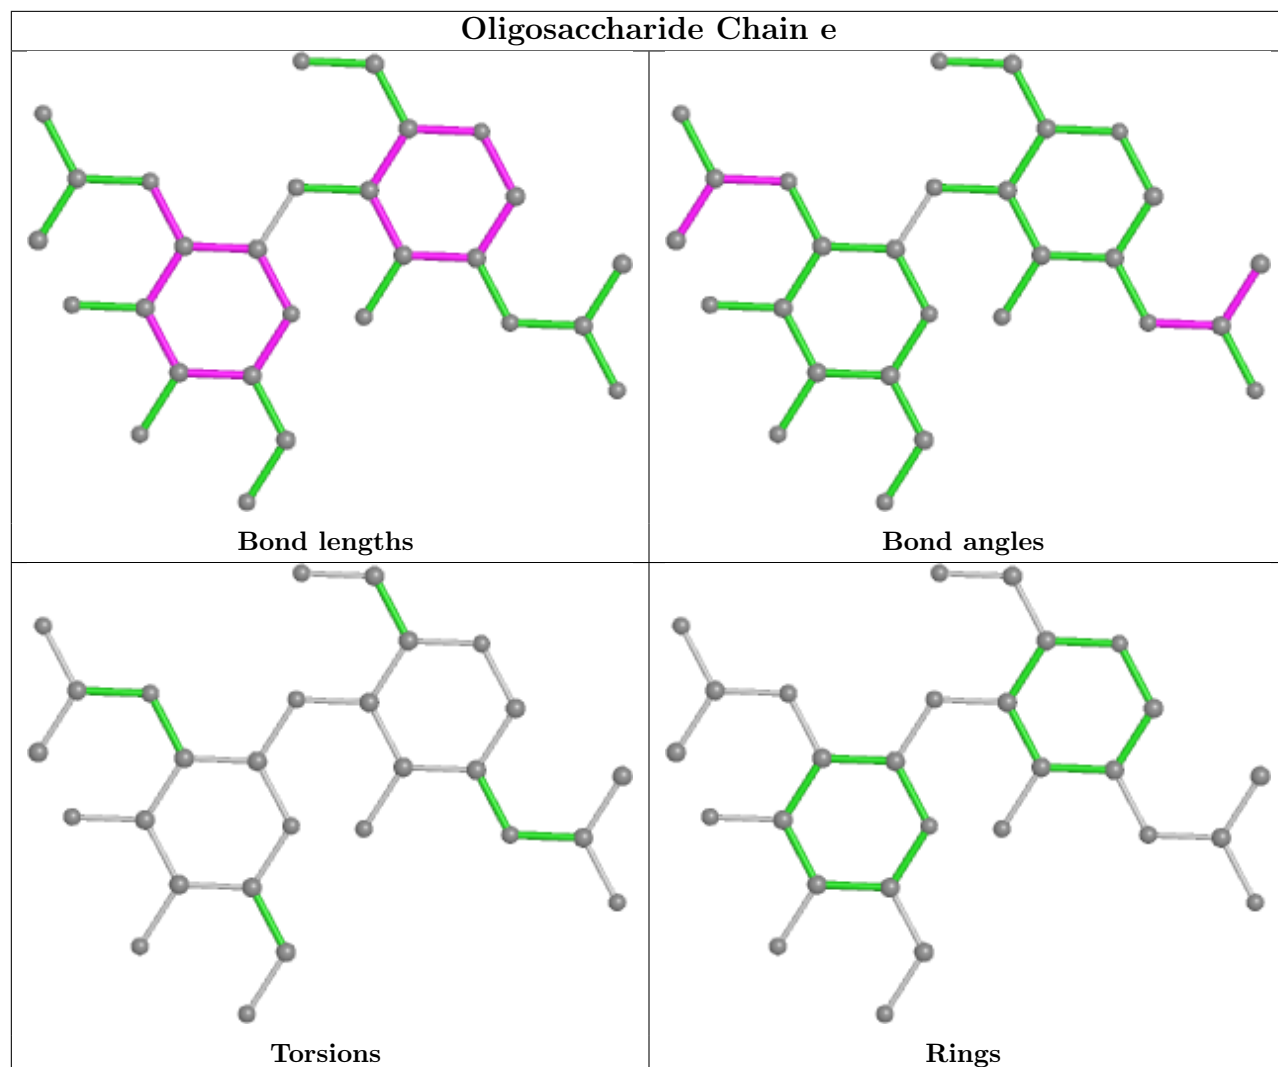 Oligosaccharide Chain e
Bond lengths
Bond angles
Torsions
Rings